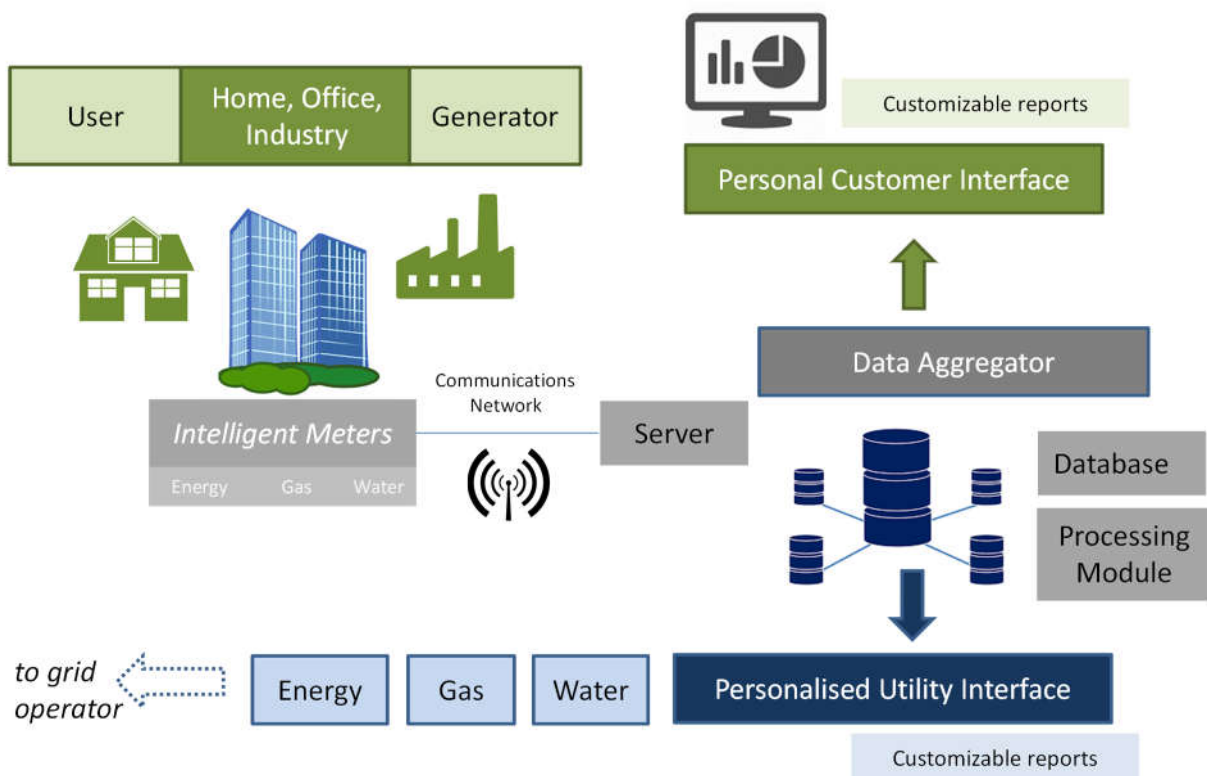 User
Home, Office,
Industry
Generator
Customizable reports
Personal Customer Interface
Data Aggregator
Communications
Network
Intelligent Meters
Energy
Gas
Water
Server
Database
Processing
Module
to grid
operator
Energy
Gas
Water
Personalised Utility Interface
Customizable reports